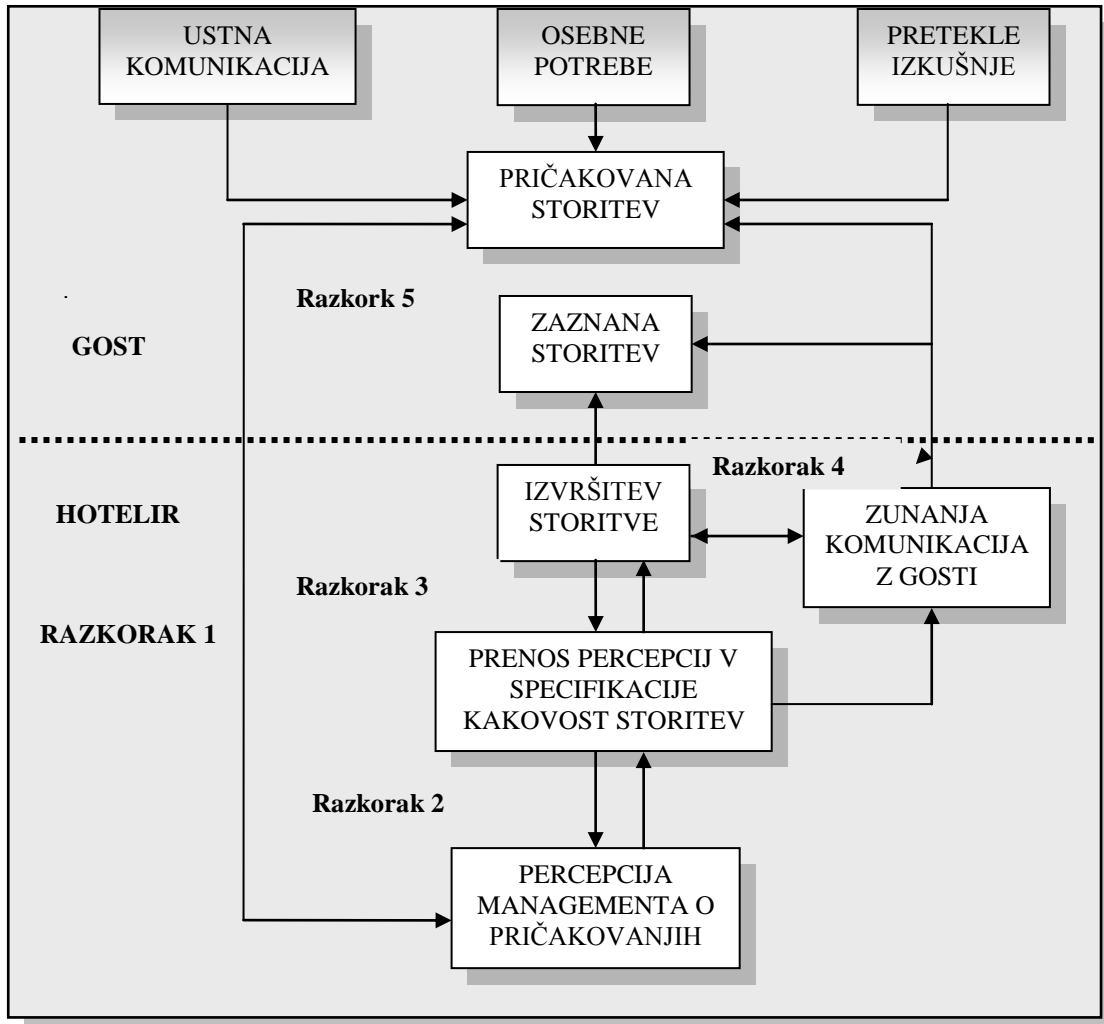 USTNA
KOMUNIKACIJA
OSEBNE
POTREBE
PRETEKLE
IZKUŠNJE
PRIČAKOVANA
STORITEV
Razkork 5
ZAZNANA
STORITEV
GOST
Razkorak 4
HOTELIR
IZVRŠITEV
STORITVE
ZUNANJA
KOMUNIKACIJA
Z GOSTI
Razkorak 3
RAZKORAK 1
PRENOS PERCEPCIJ V
SPECIFIKACIJE
KAKOVOST STORITEV
Razkorak 2
PERCEPCIJA
MANAGEMENTA O
PRIČAKOVANJIH